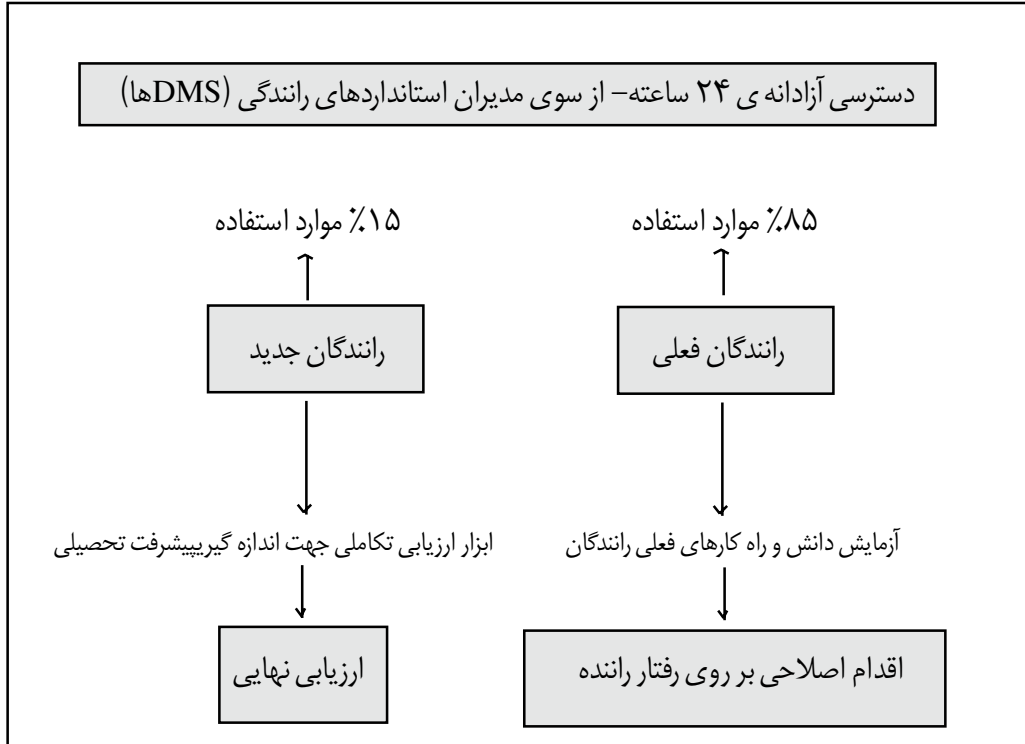 دسترسی آزادانه ی ۲۴ ساعته– از سوی مدیران استانداردهای رانندگی (DMSها)
۸۵٪ موارد استفاده
۱۵٪ موارد استفاده
رانندگان فعلی
رانندگان جدید
آزمایش دانش و راه کارهای فعلی رانندگان
ابزار ارزیابی تکاملی جهت اندازه گیریپیشرفت تحصیلی
اقدام اصلاحی بر روی رفتار راننده
ارزیابی نهایی